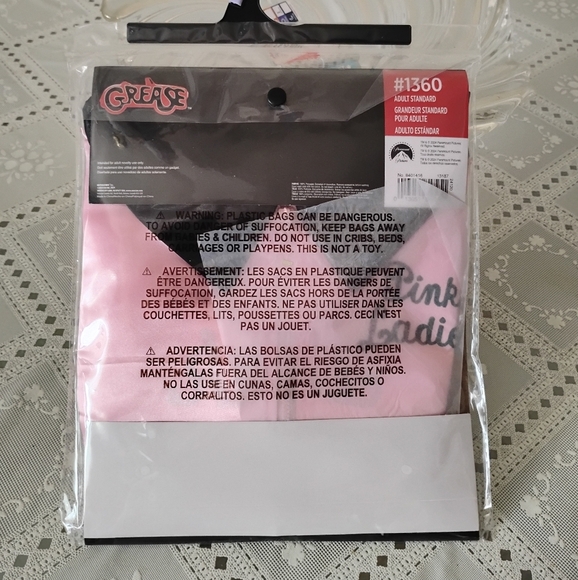 GREASE
#1360
ADULT STANDARD
GRANDEUR STANDARD
POUR ADULTE
ADULTO ESTÁNDAR
Paramount
⚠ WARNING: PLASTIC BAGS CAN BE DANGEROUS.
TO AVOID DANGER OF SUFFOCATION, KEEP BAGS AWAY
FROM BABIES & CHILDREN. DO NOT USE IN CRIBS, BEDS,
CARRIAGES OR PLAYPENS. THIS IS NOT A TOY.
⚠ AVERTISSEMENT: LES SACS EN PLASTIQUE PEUVENT
ÊTRE DANGEREUX. POUR ÉVITER LES DANGERS DE
SUFFOCATION, GARDEZ LES SACS HORS DE LA PORTÉE
DES BÉBÉS ET DES ENFANTS. NE PAS UTILISER DANS LES
COUCHETTES, LITS, POUSSETTES OU PARCS. CECI N'EST
PAS UN JOUET.
Pink
Ladie
⚠ ADVERTENCIA: LAS BOLSAS DE PLÁSTICO PUEDEN
SER PELIGROSAS. PARA EVITAR EL RIESGO DE ASFIXIA
MANTÉNGALAS FUERA DEL ALCANCE DE BEBÉS Y NIÑOS.
NO LAS USE EN CUNAS, CAMAS, COCHECITOS O
CORRALITOS. ESTO NO ES UN JUGUETE.